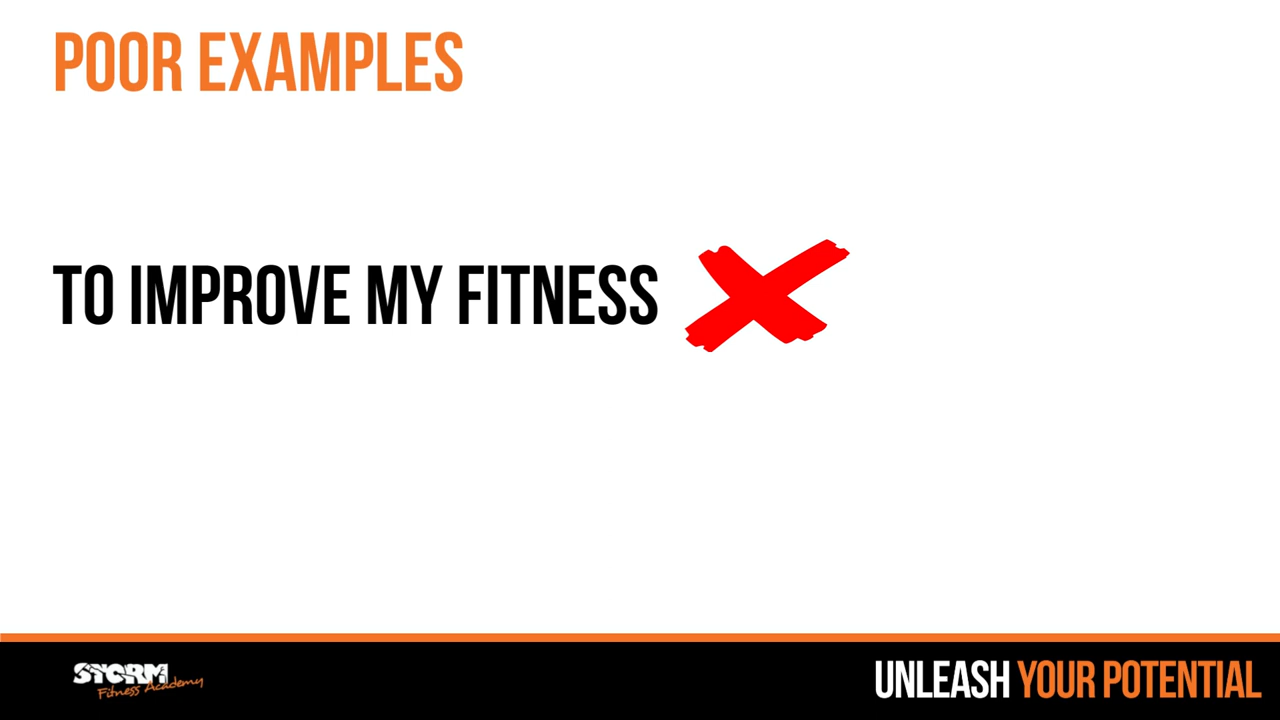 POOR EXAMPLES
TO IMPROVE MY FITNESS
STORM
Fitness Academy
UNLEASH YOUR POTENTIAL